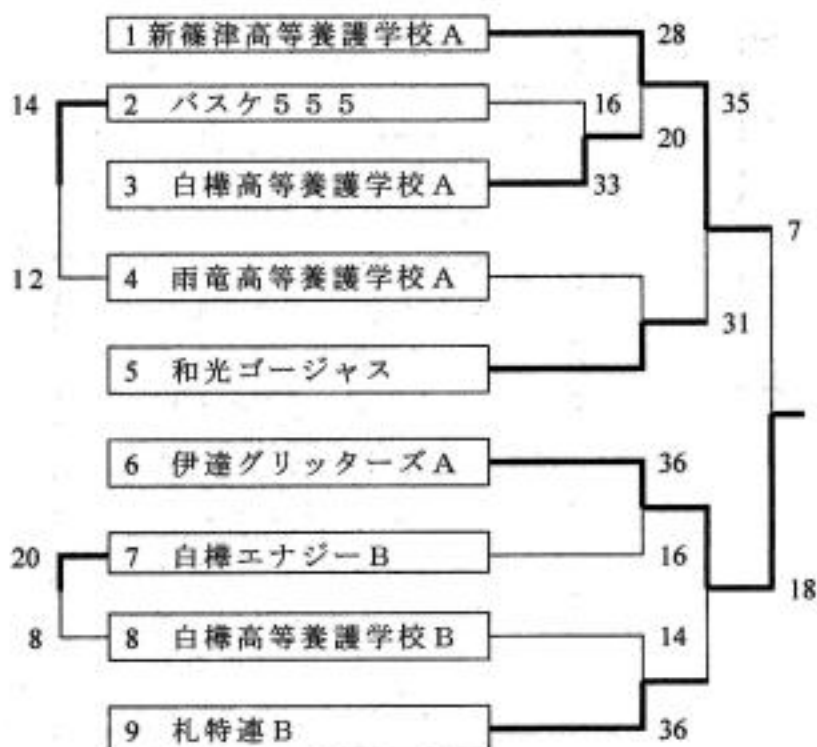 1 新篠津高等養護学校A
28
14
2 バスケ555
16
35
20
3 白樺高等養護学校A
33
7
12
4 雨竜高等養護学校A
31
5 和光ゴージャス
6 伊達グリッターズA
36
20
7 白樺エナジーB
16
18
8
8 白樺高等養護学校B
14
9 札特連B
36